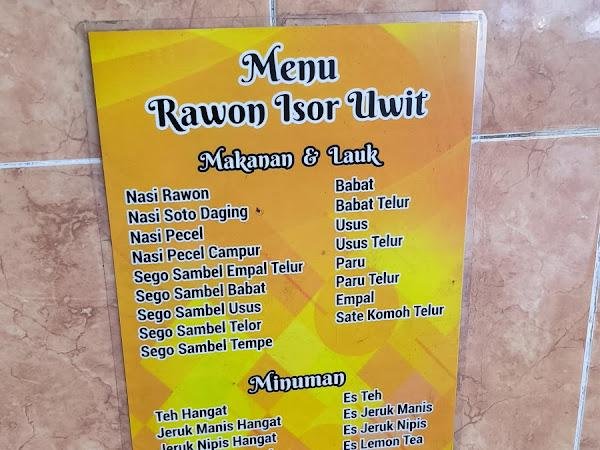 Menu
Rawon Isor Uwit
Makanan & Lauk
Nasi Rawon
Nasi Soto Daging
Nasi Pecel
Nasi Pecel Campur
Sego Sambel Empal Telur
Sego Sambel Babat
Sego Sambel Usus
Sego Sambel Telor
Sego Sambel Tempe
Babat
Babat Telur
Usus
Usus Telur
Paru
Paru Telur
Empal
Sate Komoh Telur
Minuman
Teh Hangat
Jeruk Manis Hangat
Jeruk Nipis Hangat
Es Teh
Es Jeruk Manis
Es Jeruk Nipis
Es Lemon Tea